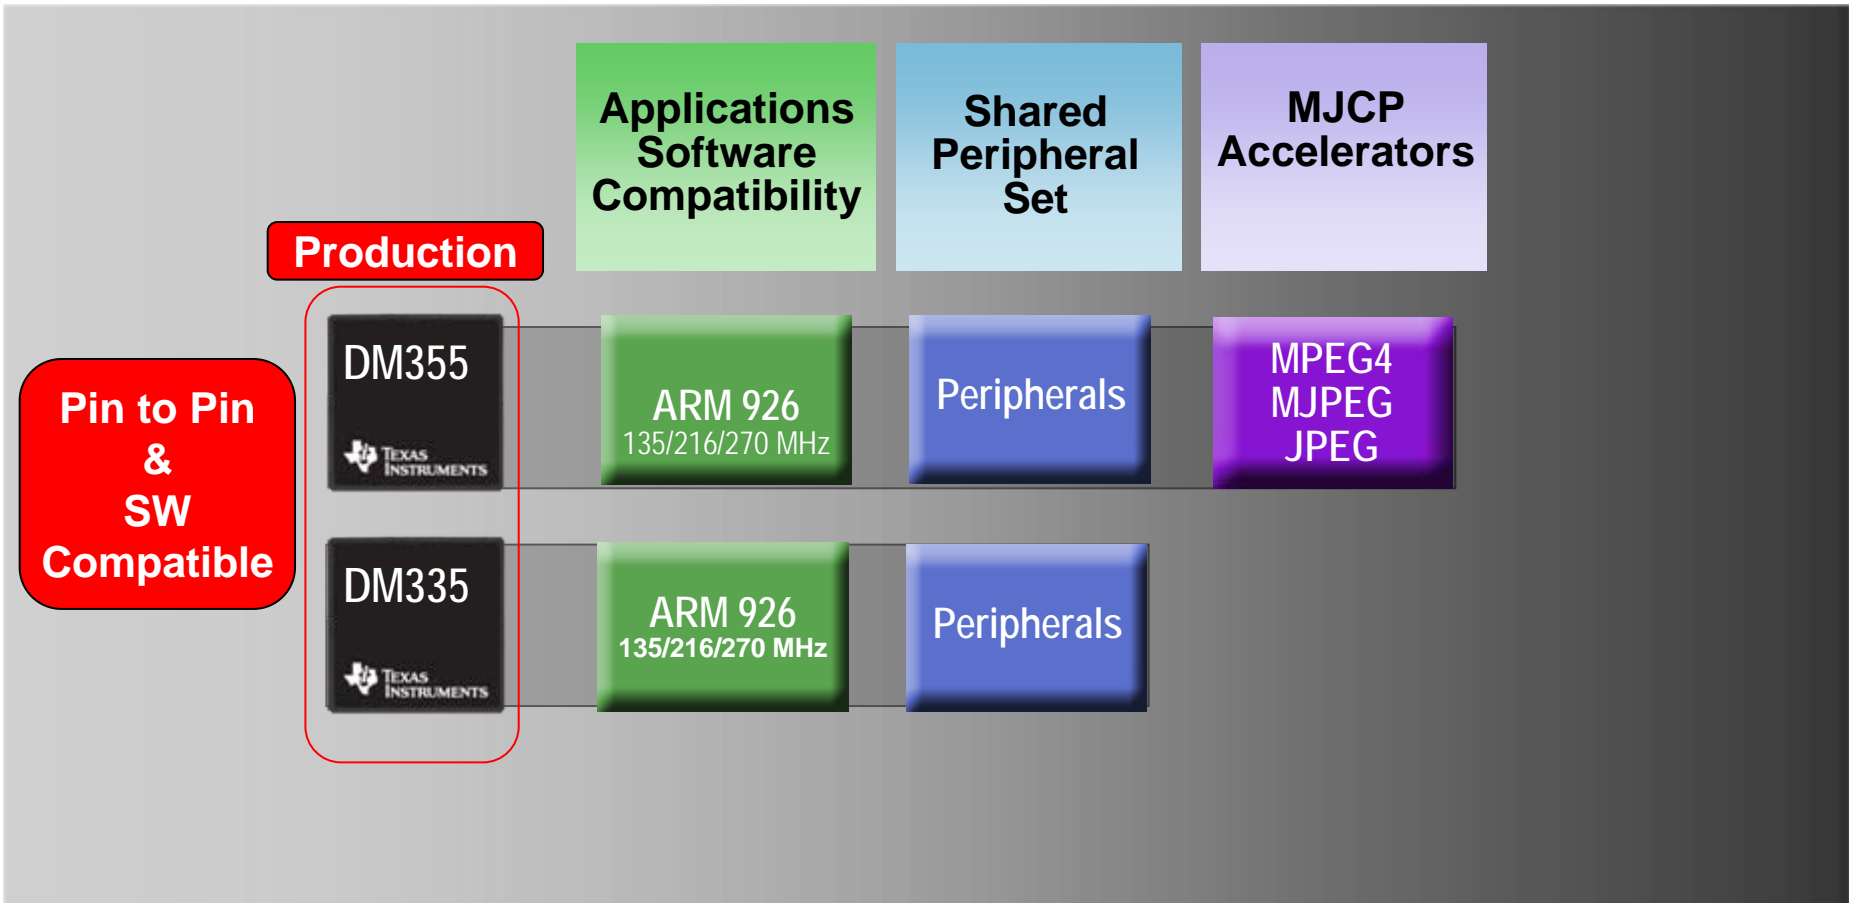 Applications
Software
Compatibility
Shared
Peripheral
Set
MJCP
Accelerators
Production
Pin to Pin
&
SW
Compatible
DM355
TEXAS
INSTRUMENTS
ARM 926
135/216/270 MHz
Peripherals
MPEG4
MJPEG
JPEG
DM335
TEXAS
INSTRUMENTS
ARM 926
135/216/270 MHz
Peripherals